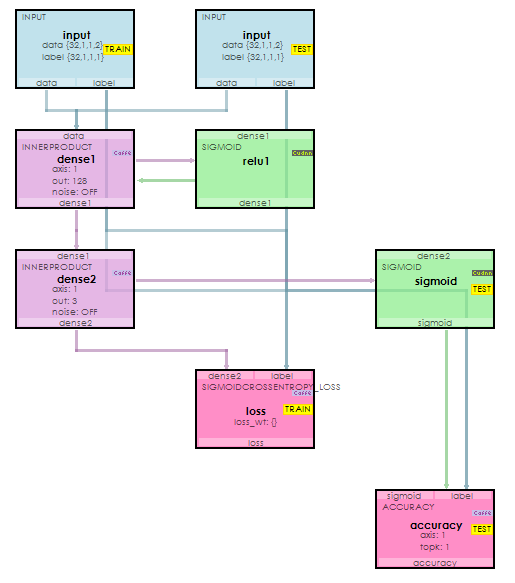 INPUT
input
data {32,1,1,2}
TRAIN
label {32,1,1,1}
data label
INPUT
input
data {32,1,1,2}
TEST
label {32,1,1,1}
data label
data
INNERPRODUCT
Caffe
dense1
axis: 1
out: 128
noise: OFF
dense1
dense1
SIGMOID
Cudnn
relu1
dense1
dense1
INNERPRODUCT
Caffe
dense2
axis: 1
out: 3
noise: OFF
dense2
dense2
SIGMOID
Cudnn
sigmoid
TEST
sigmoid
dense2 label
SIGMOIDCROSSENTROPY_LOSS
Caffe
loss
TRAIN
loss_wt: {}
loss
sigmoid label
ACCURACY
Caffe
accuracy
TEST
axis: 1
topk: 1
accuracy